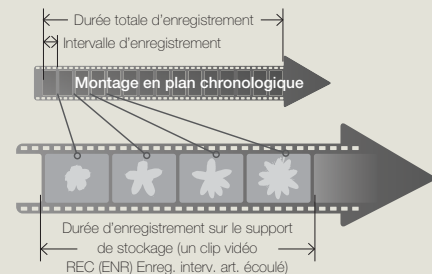 Durée totale d'enregistrement
Intervalle d'enregistrement
Montage en plan chronologique
Durée d'enregistrement sur le support
de stockage (un clip vidéo
REC (ENR) Enreg. interv. art. écoulé)